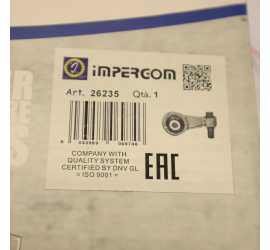 IMPERGOM
Art. 26235 Qtà. 1
COMPANY WITH
QUALITY SYSTEM
CERTIFIED BY DNV GL
= ISO 9001 =
EAC